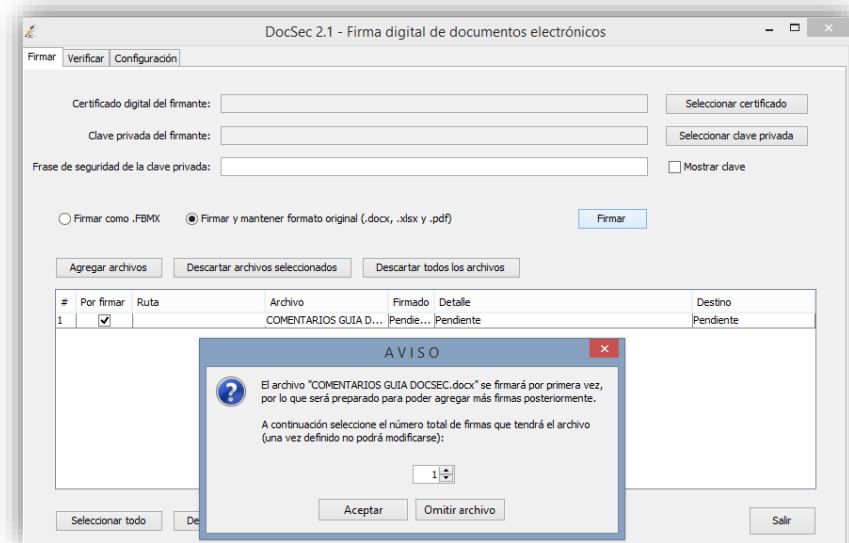 DocSec 2.1 - Firma digital de documentos electrónicos
Firmar Verificar Configuración
Certificado digital del firmante: Seleccionar certificado
Clave privada del firmante: Seleccionar clave privada
Frase de seguridad de la clave privada: Mostrar clave
Firmar como .FBMX Firmar y mantener formato original (.docx, .xlsx y .pdf) Firmar
Agregar archivos Descartar archivos seleccionados Descartar todos los archivos
# Por firmar Ruta Archivo Firmado Detalle Destino
1 COMENTARIOS GUIA D... Pendie... Pendiente Pendiente
AVISO
El archivo "COMENTARIOS GUIA DOCSEC.docx" se firmará por primera vez,
por lo que será preparado para poder agregar más firmas posteriormente.
A continuación seleccione el número total de firmas que tendrá el archivo
(una vez definido no podrá modificarse):
1
Aceptar Omitir archivo
Seleccionar todo De Salir